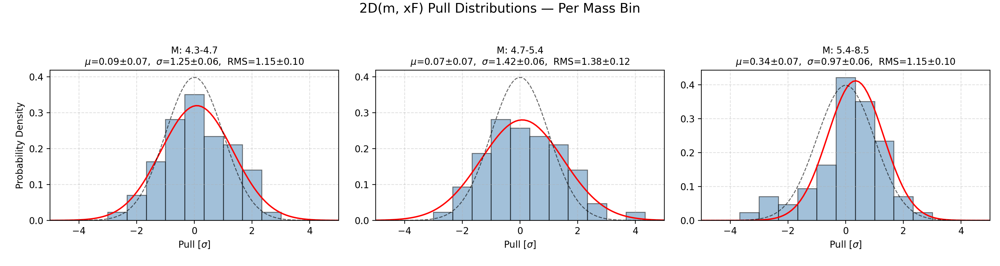 2D(m, xF) Pull Distributions — Per Mass Bin
M: 4.3-4.7
μ=0.09±0.07, σ=1.25±0.06, RMS=1.15±0.10
Probability Density
0.4
0.3
0.2
0.1
0.0
−4 −2 0 2 4
Pull [σ]
M: 4.7-5.4
μ=0.07±0.07, σ=1.42±0.06, RMS=1.38±0.12
0.4
0.3
0.2
0.1
0.0
−4 −2 0 2 4
Pull [σ]
M: 5.4-8.5
μ=0.34±0.07, σ=0.97±0.06, RMS=1.15±0.10
0.4
0.3
0.2
0.1
0.0
−4 −2 0 2 4
Pull [σ]